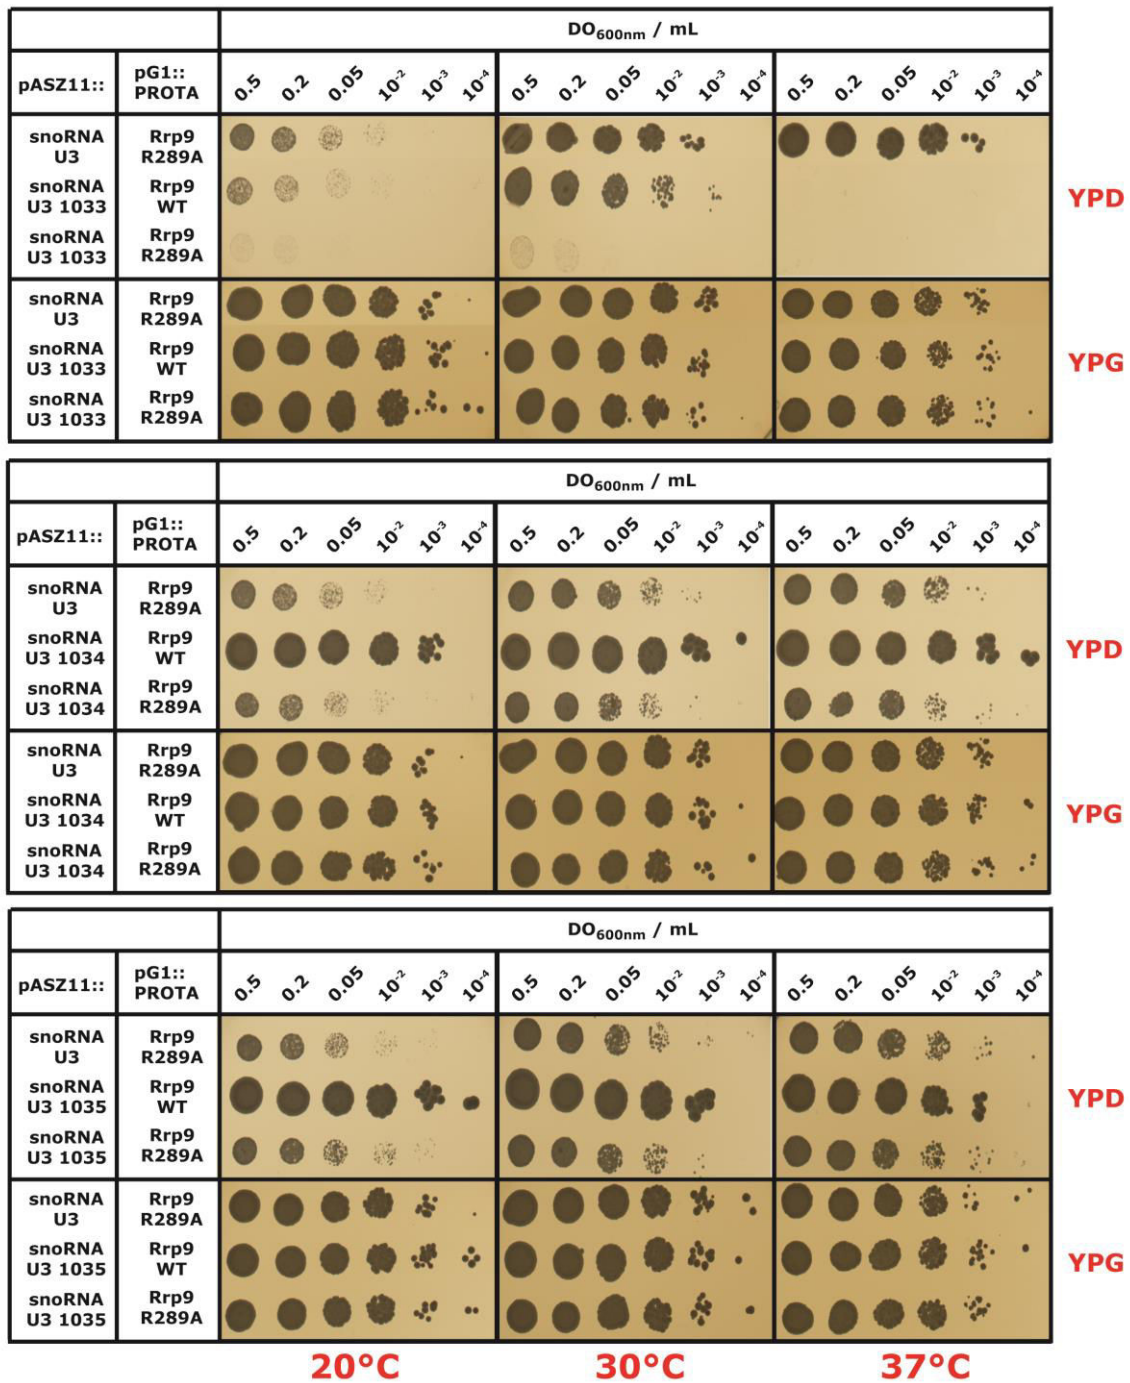 DO600nm / mL
pASZ11:: pG1:: PROTA 0.5 0.2 0.05 10-2 10-3 10-4 0.5 0.2 0.05 10-2 10-3 10-4 0.5 0.2 0.05 10-2 10-3 10-4
snoRNA U3 Rrp9 R289A
snoRNA U3 1033 Rrp9 WT
snoRNA U3 1033 Rrp9 R289A
YPD
snoRNA U3 Rrp9 R289A
snoRNA U3 1033 Rrp9 WT
snoRNA U3 1033 Rrp9 R289A
YPG
DO600nm / mL
pASZ11:: pG1:: PROTA 0.5 0.2 0.05 10-2 10-3 10-4 0.5 0.2 0.05 10-2 10-3 10-4 0.5 0.2 0.05 10-2 10-3 10-4
snoRNA U3 Rrp9 R289A
snoRNA U3 1034 Rrp9 WT
snoRNA U3 1034 Rrp9 R289A
YPD
snoRNA U3 Rrp9 R289A
snoRNA U3 1034 Rrp9 WT
snoRNA U3 1034 Rrp9 R289A
YPG
DO600nm / mL
pASZ11:: pG1:: PROTA 0.5 0.2 0.05 10-2 10-3 10-4 0.5 0.2 0.05 10-2 10-3 10-4 0.5 0.2 0.05 10-2 10-3 10-4
snoRNA U3 Rrp9 R289A
snoRNA U3 1035 Rrp9 WT
snoRNA U3 1035 Rrp9 R289A
YPD
snoRNA U3 Rrp9 R289A
snoRNA U3 1035 Rrp9 WT
snoRNA U3 1035 Rrp9 R289A
YPG
20°C 30°C 37°C